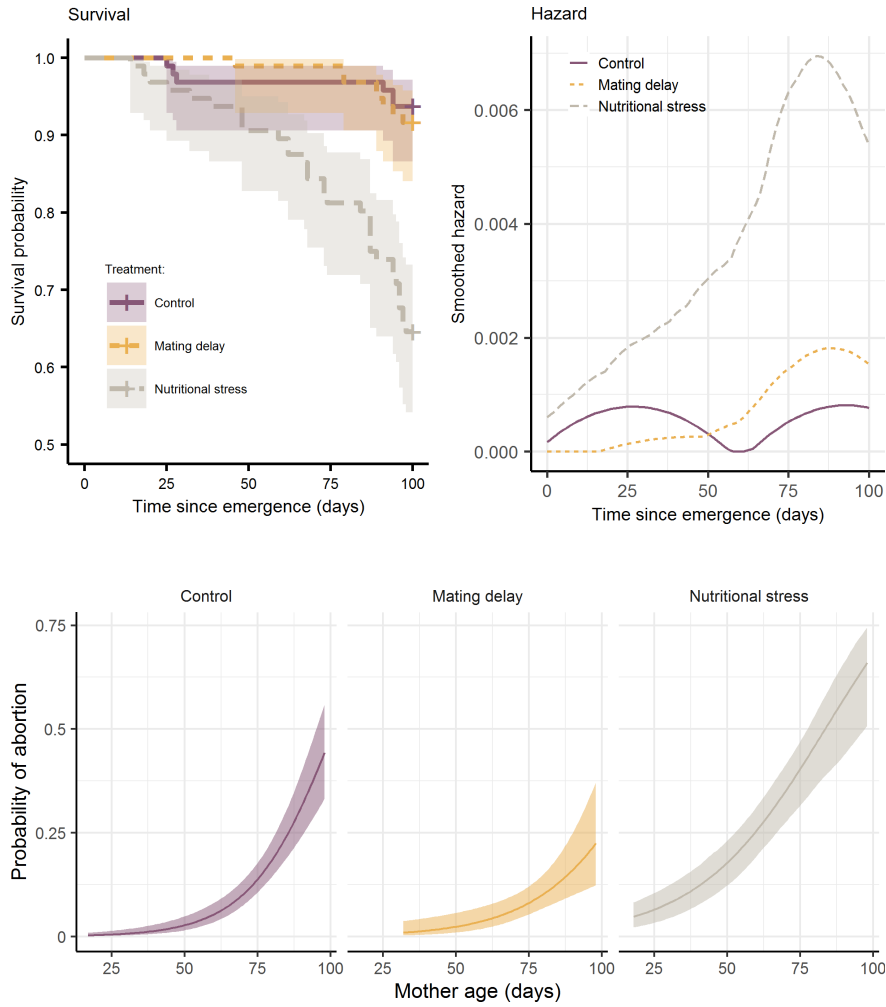 Survival
1.0
0.9
0.8
0.7
0.6
0.5
Survival probability
Treatment:
Control
Mating delay
Nutritional stress
0 25 50 75 100
Time since emergence (days)
Hazard
Control
Mating delay
Nutritional stress
0.006
0.004
0.002
0.000
Smoothed hazard
0 25 50 75 100
Time since emergence (days)
Control Mating delay Nutritional stress
0.75
0.5
0.25
0
Probability of abortion
25 50 75 100 25 50 75 100 25 50 75 100
Mother age (days)